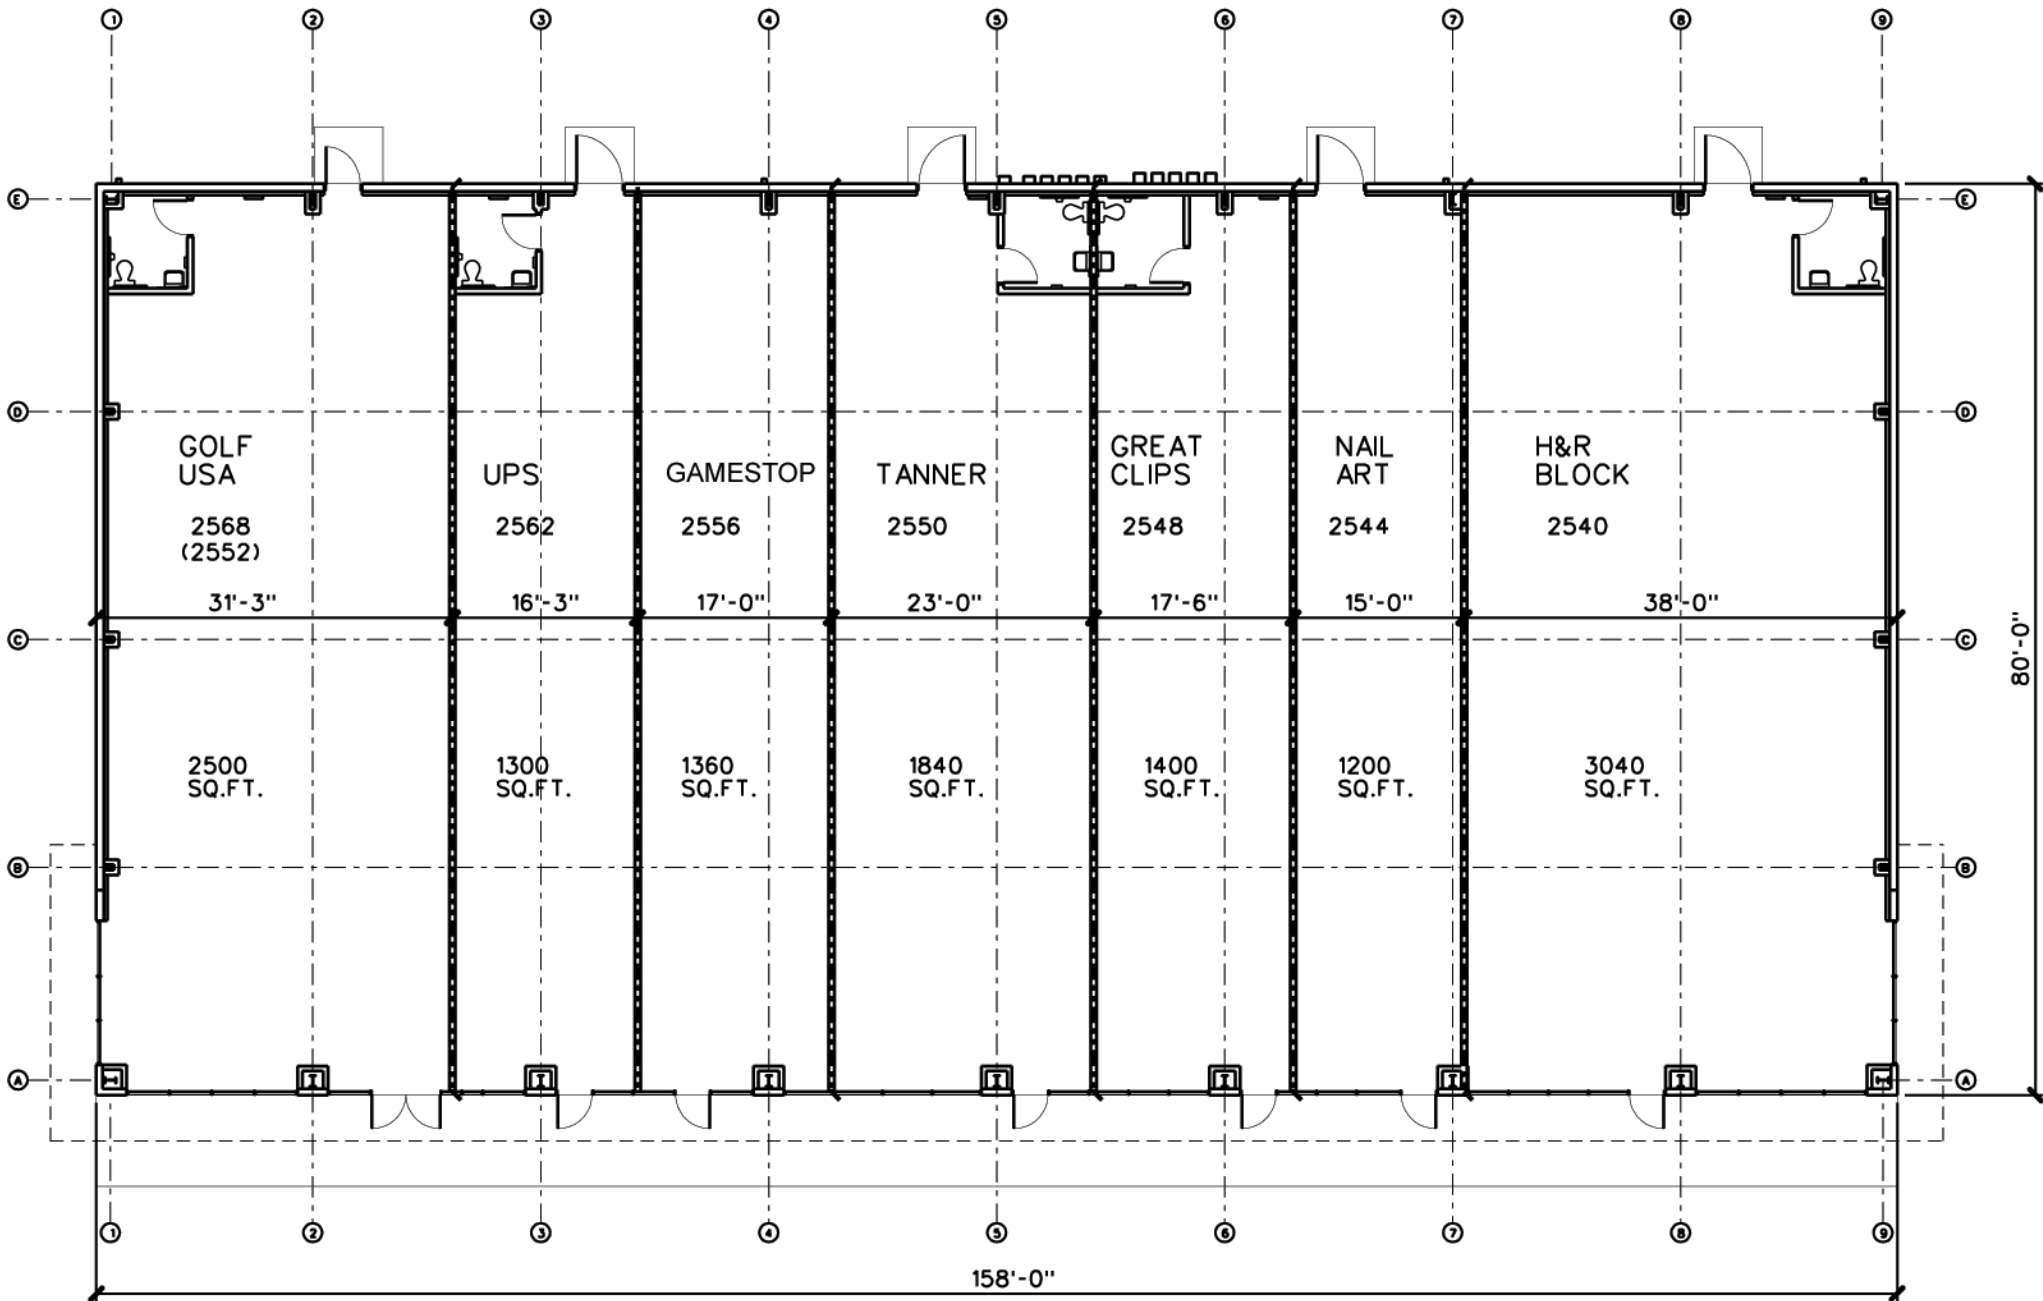 1 2 3 4 5 6 7 8 9
E E
D D
GOLF
USA
UPS
GAMESTOP
TANNER
GREAT
CLIPS
NAIL
ART
H&R
BLOCK
2568
(2552)
2562
2556
2550
2548
2544
2540
31'-3" 16'-3" 17'-0" 23'-0" 17'-6" 15'-0" 38'-0"
C C
80'-0"
2500
SQ.FT.
1300
SQ.FT.
1360
SQ.FT.
1840
SQ.FT.
1400
SQ.FT.
1200
SQ.FT.
3040
SQ.FT.
B B
A A
1 2 3 4 5 6 7 8 9
158'-0"